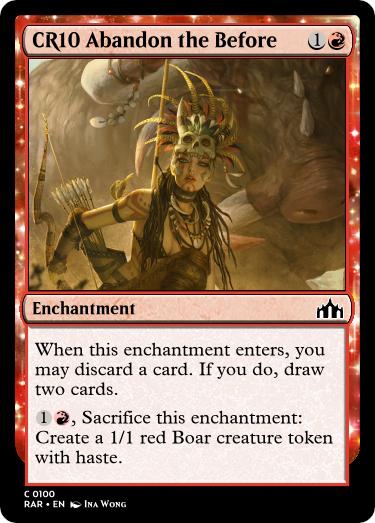 CR10 Abandon the Before 1
Enchantment
When this enchantment enters, you
may discard a card. If you do, draw
two cards.
1 , Sacrifice this enchantment:
Create a 1/1 red Boar creature token
with haste.
C 0100
RAR • EN Ina Wong